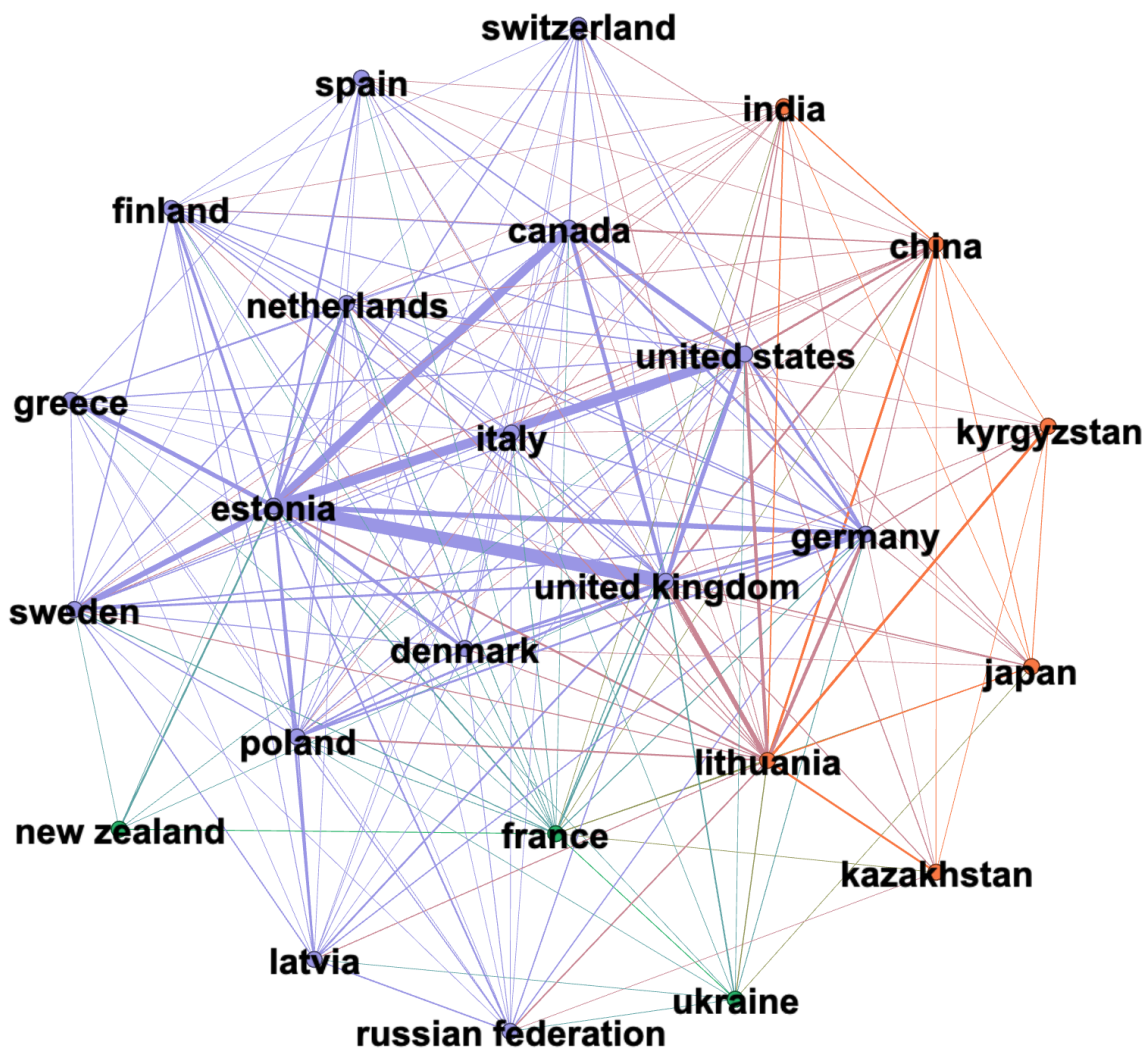 switzerland
spain
india
finland
canada
china
netherlands
united states
greece
italy
kyrgyzstan
estonia
germany
united kingdom
sweden
denmark
japan
poland
lithuania
new zealand
france
kazakhstan
latvia
ukraine
russian federation